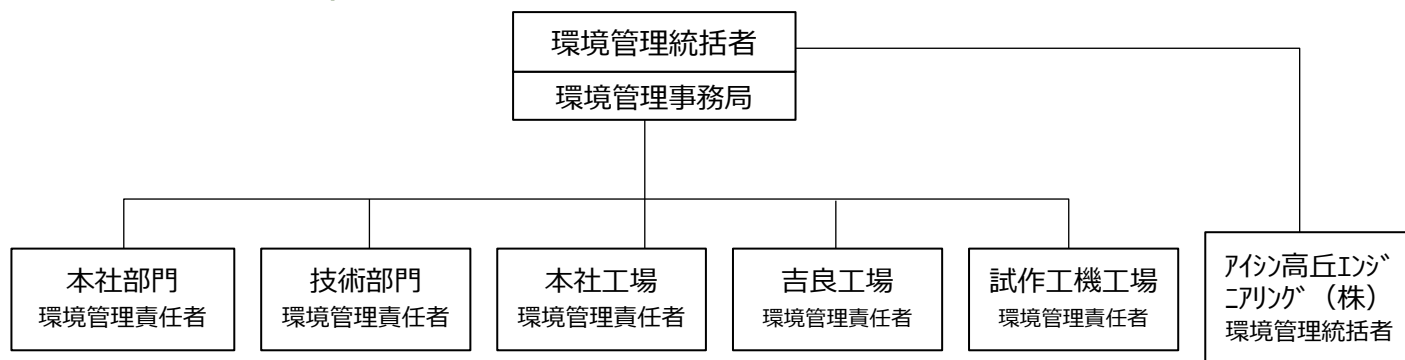 環境管理統括者
環境管理事務局
本社部門
環境管理責任者
技術部門
環境管理責任者
本社工場
環境管理責任者
吉良工場
環境管理責任者
試作工機工場
環境管理責任者
ｱｲｼﾝ高丘ｴﾝｼﾞ
ﾆｱﾘﾝｸﾞ（株）
環境管理統括者